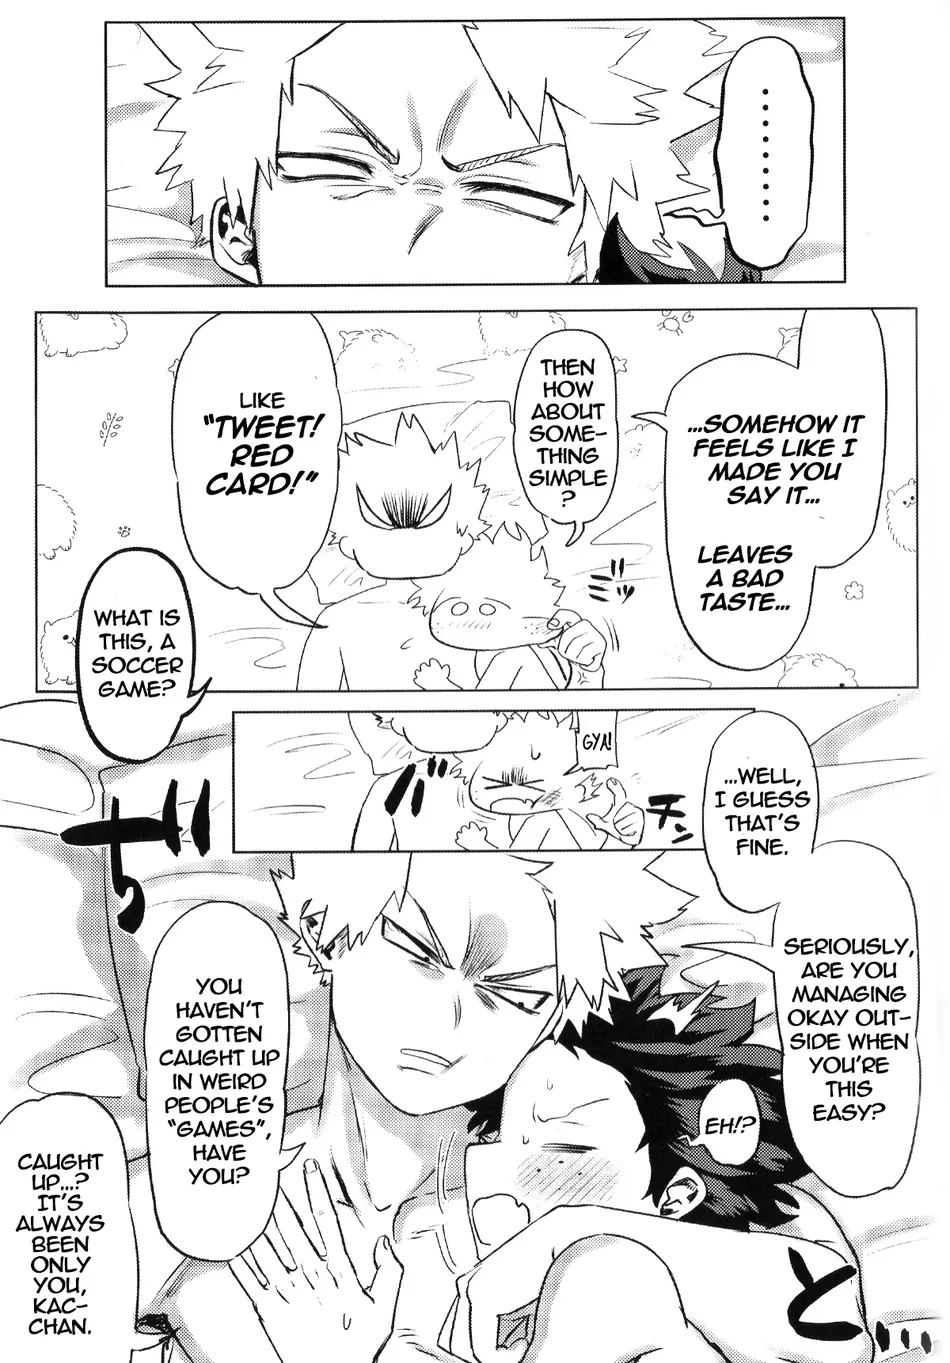 .......
...SOMEHOW IT
FEELS LIKE I
MADE YOU
SAY IT...
LEAVES
A BAD
TASTE...
THEN
HOW
ABOUT
SOME-
THING
SIMPLE
?
LIKE
"TWEET!
RED
CARD!"
WHAT IS
THIS, A
SOCCER
GAME?
...WELL,
I GUESS
THAT'S
FINE.
GYA!
SERIOUSLY,
ARE YOU
MANAGING
OKAY OUT-
SIDE WHEN
YOU'RE
THIS
EASY?
EH!?
YOU
HAVEN'T
GOTTEN
CAUGHT UP
IN WEIRD
PEOPLE'S
"GAMES",
HAVE
YOU?
CAUGHT
UP...?
IT'S
ALWAYS
BEEN
ONLY
YOU,
KAC-
CHAN.